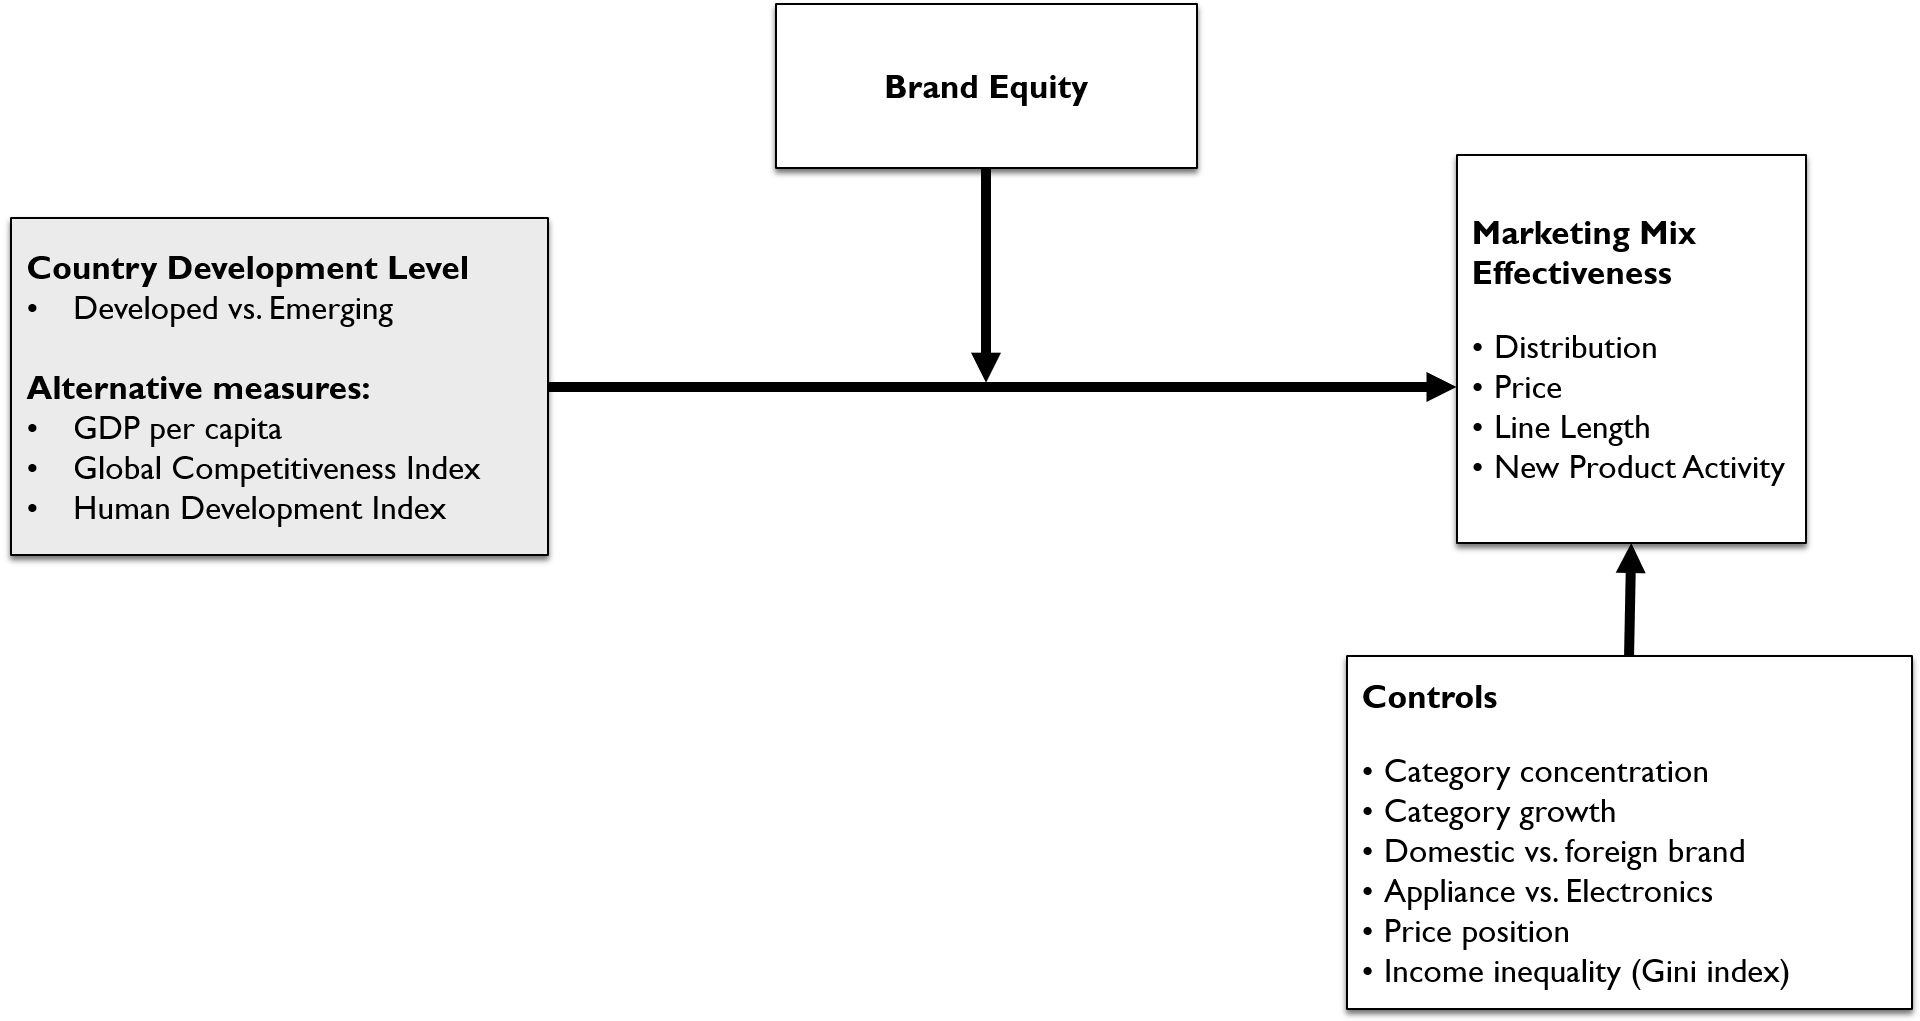 Brand Equity
Country Development Level
• Developed vs. Emerging
Alternative measures:
• GDP per capita
• Global Competitiveness Index
• Human Development Index
Marketing Mix
Effectiveness
• Distribution
• Price
• Line Length
• New Product Activity
Controls
• Category concentration
• Category growth
• Domestic vs. foreign brand
• Appliance vs. Electronics
• Price position
• Income inequality (Gini index)